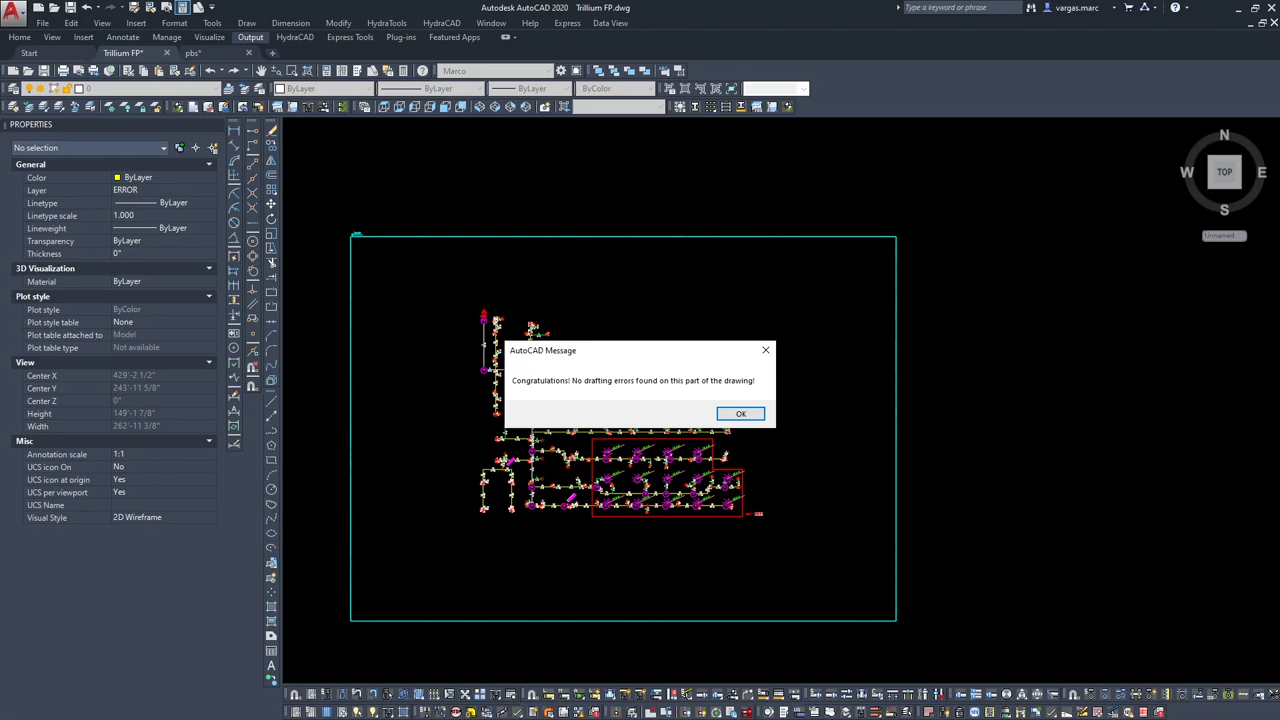 Autodesk AutoCAD 2020 Trillium FP.dwg
Type a keyword or phrase
vargas.marc
File Edit View Insert Format Tools Draw Dimension Modify HydraTools HydraCAD Window Help Express Data View
Home View Insert Annotate Manage Visualize Output HydraCAD Express Tools Plug-ins Featured Apps
Start Trillium FP* pbs*
Marco
0 ByLayer ByLayer ByLayer ByColor
PROPERTIES
No selection
General
Color ByLayer
Layer ERROR
Linetype ByLayer
Linetype scale 1.000
Lineweight ByLayer
Transparency ByLayer
Thickness 0"
3D Visualization
Material ByLayer
Plot style
Plot style ByColor
Plot style table None
Plot table attached to Model
Plot table type Not available
View
Center X 429'-2 1/2"
Center Y 243'-11 5/8"
Center Z 0"
Height 149'-1 7/8"
Width 262'-11 3/8"
Misc
Annotation scale 1:1
UCS icon On No
UCS icon at origin Yes
UCS per viewport Yes
UCS Name
Visual Style 2D Wireframe
N
W TOP E
S
Unnamed
AutoCAD Message
Congratulations! No drafting errors found on this part of the drawing!
OK